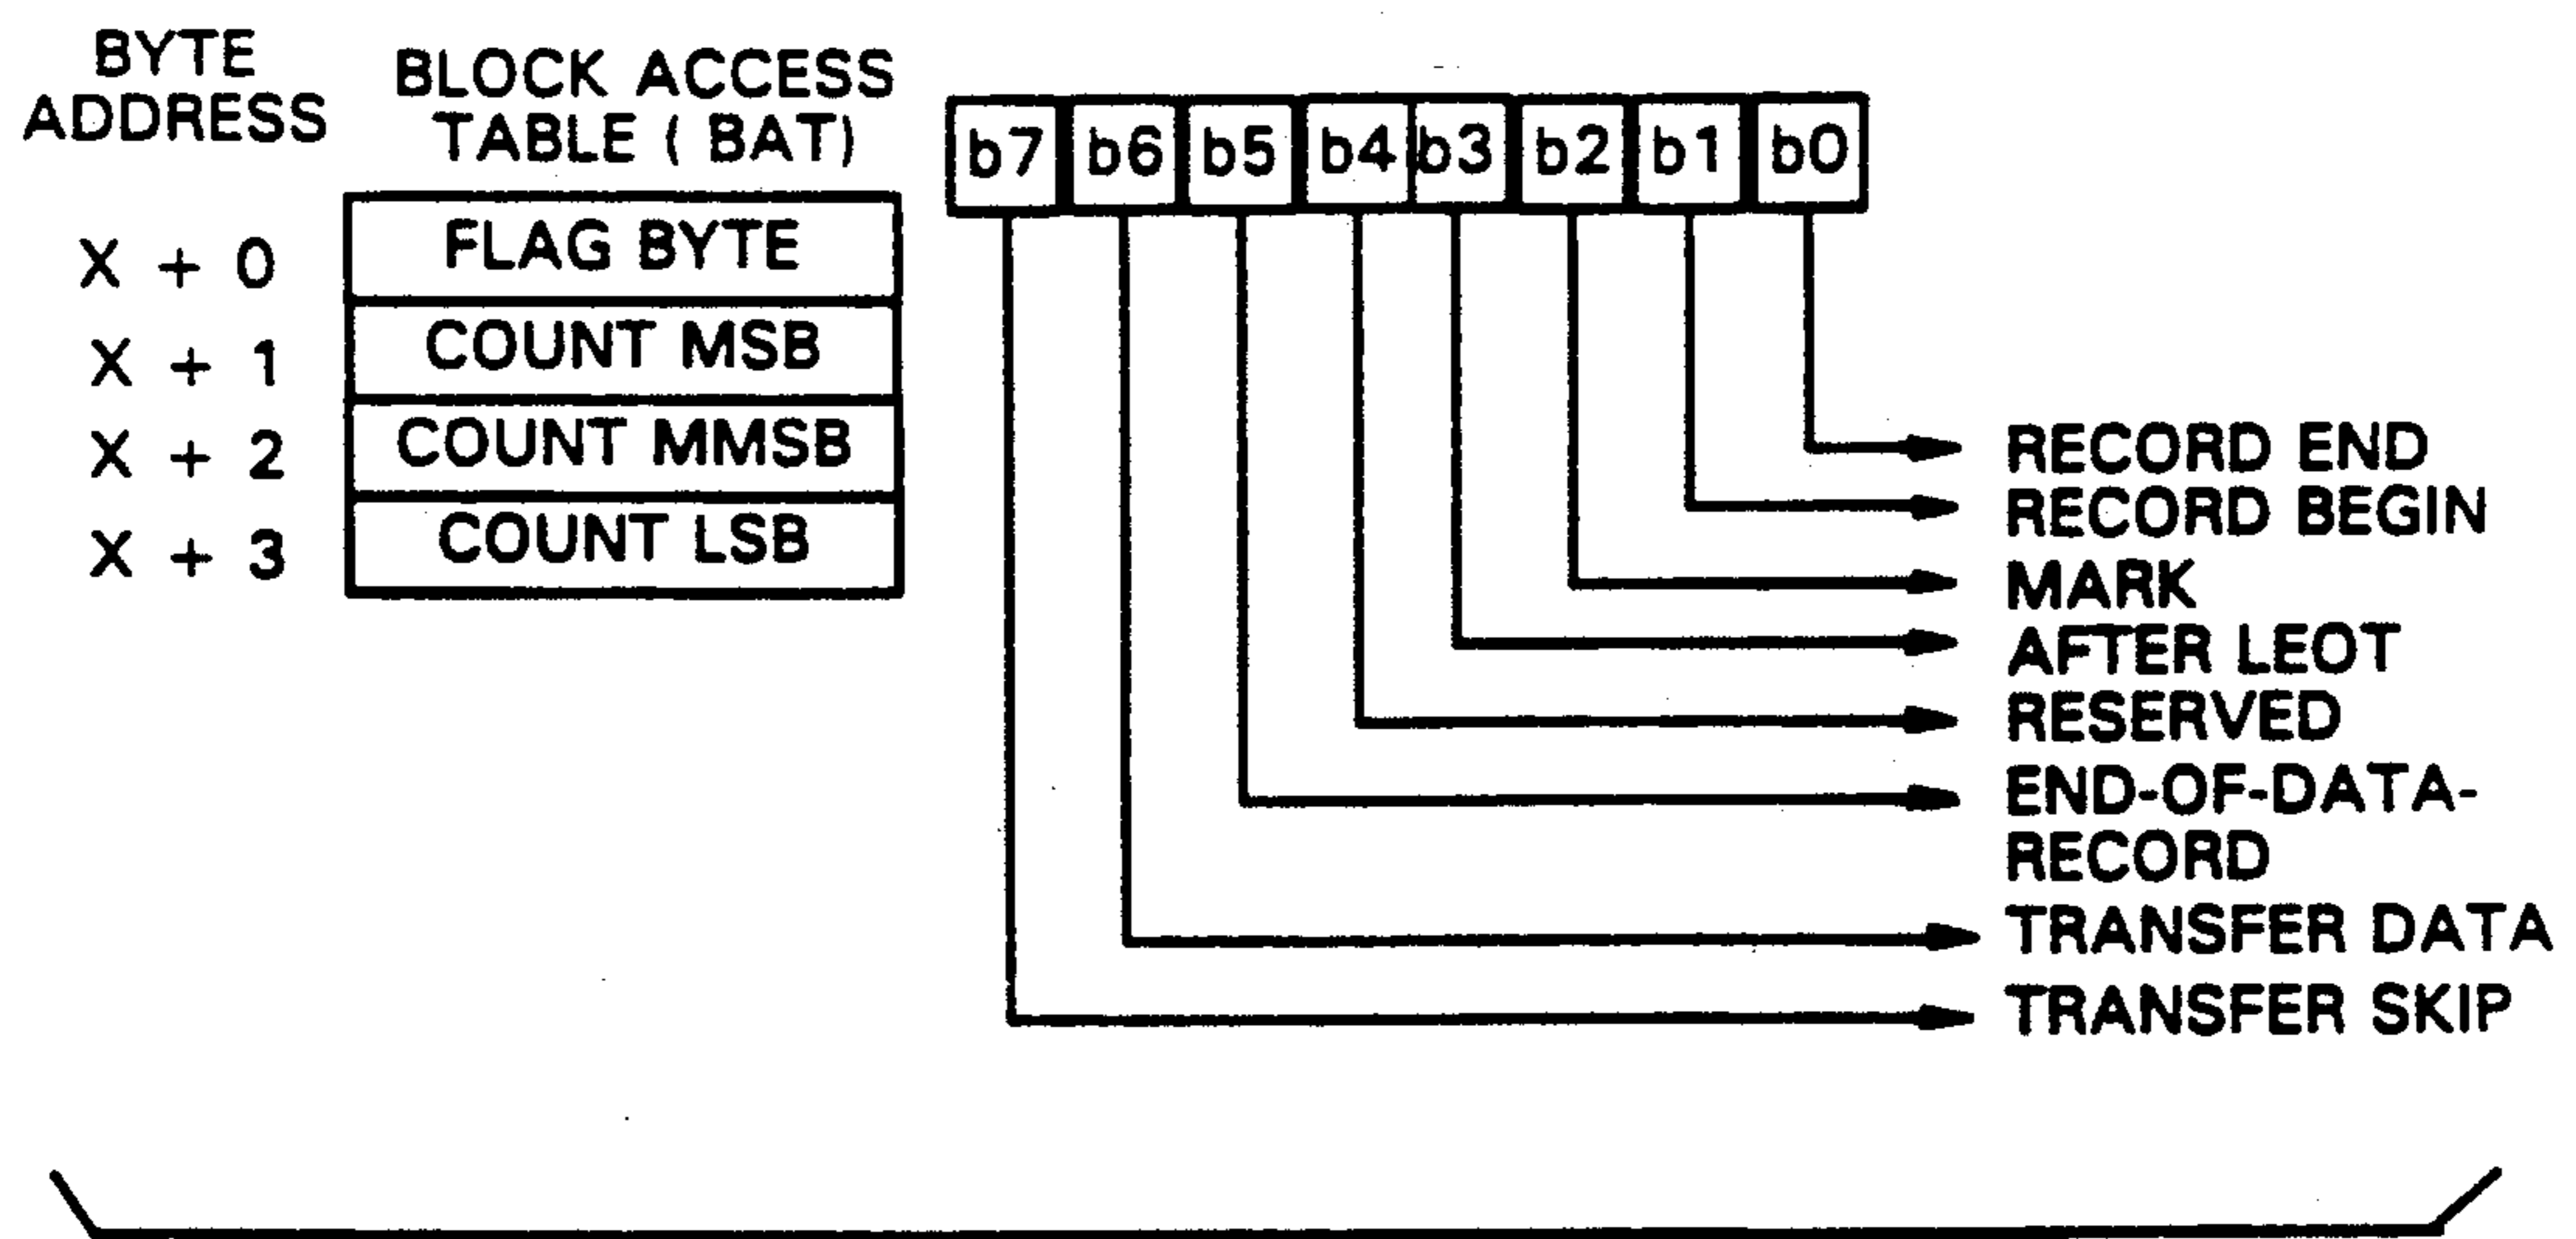 BYTE
ADDRESS
BLOCK ACCESS
TABLE ( BAT)
X + 0
FLAG BYTE
X + 1
COUNT MSB
X + 2
COUNT MMSB
X + 3
COUNT LSB
b7 b6 b5 b4 b3 b2 b1 b0
RECORD END
RECORD BEGIN
MARK
AFTER LEOT
RESERVED
END-OF-DATA-
RECORD
TRANSFER DATA
TRANSFER SKIP